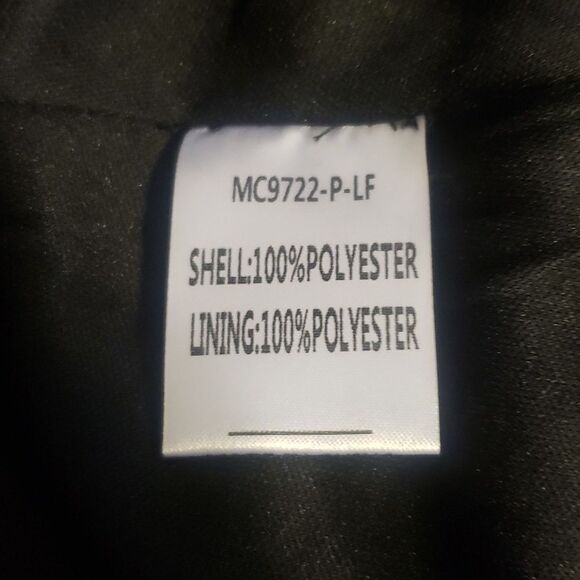 MC9722-P-LF
SHELL:100%POLYESTER
LINING:100%POLYESTER